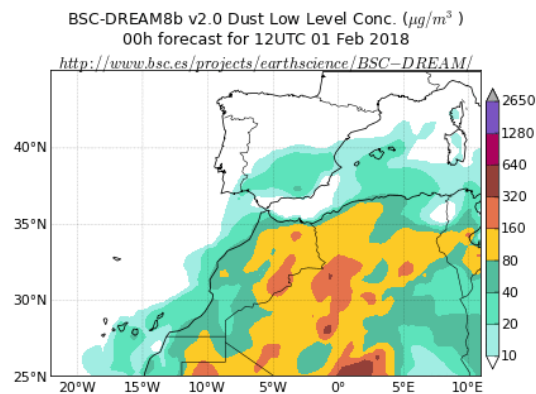 BSC-DREAM8b v2.0 Dust Low Level Conc. (μg/m³ )
00h forecast for 12UTC 01 Feb 2018
http://www.bsc.es/projects/earthscience/BSC−DREAM/
2650
1280
640
320
160
80
40
20
10
40°N
35°N
30°N
25°N
20°W 15°W 10°W 5°W 0° 5°E 10°E